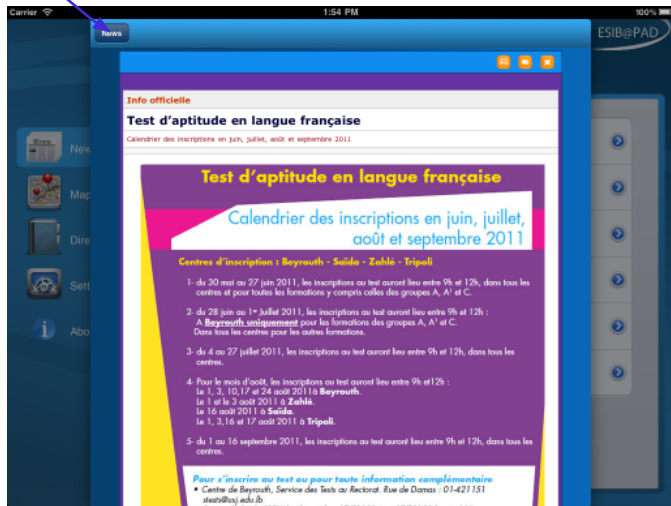 Carrier
1:54 PM
100%
News
ESIB@PAD
Info officielle
Test d'aptitude en langue française
Calendrier des inscriptions en juin, juillet, août et septembre 2011
News
New
Map
Dire
Sett
Abo
Test d'aptitude en langue française
Calendrier des inscriptions en juin, juillet,
août et septembre 2011
Centres d'inscription : Beyrouth - Saïda - Zahlé - Tripoli
1- du 30 mai au 27 juin 2011, les inscriptions au test auront lieu entre 9h et 12h, dans tous les
centres et pour toutes les formations y compris celles des groupes A, A¹ et C.
2- du 28 juin au 1er Juillet 2011, les inscriptions au test auront lieu entre 9h et 12h :
A Beyrouth uniquement pour les formations des groupes A, A¹ et C.
Dans tous les centres pour les autres formations.
3- du 4 au 27 juillet 2011, les inscriptions au test auront lieu entre 9h et 12h, dans tous les
centres.
4- Pour le mois d'août, les inscriptions au test auront lieu entre 9h et12h :
Le 1, 3, 10,17 et 24 août 2011à Beyrouth.
Le 1 et le 3 août 2011 à Zahlé.
Le 16 août 2011 à Saïda.
Le 1, 3,16 et 17 août 2011 à Tripoli.
5- du 1 au 16 septembre 2011, les inscriptions au test auront lieu entre 9h et 12h, dans tous les
centres.
Pour s'inscrire au test ou pour toute information complémentaire
• Centre de Beyrouth, Service des Tests au Rectorat. Rue de Damas : 01-421151
stests@usj.edu.lb